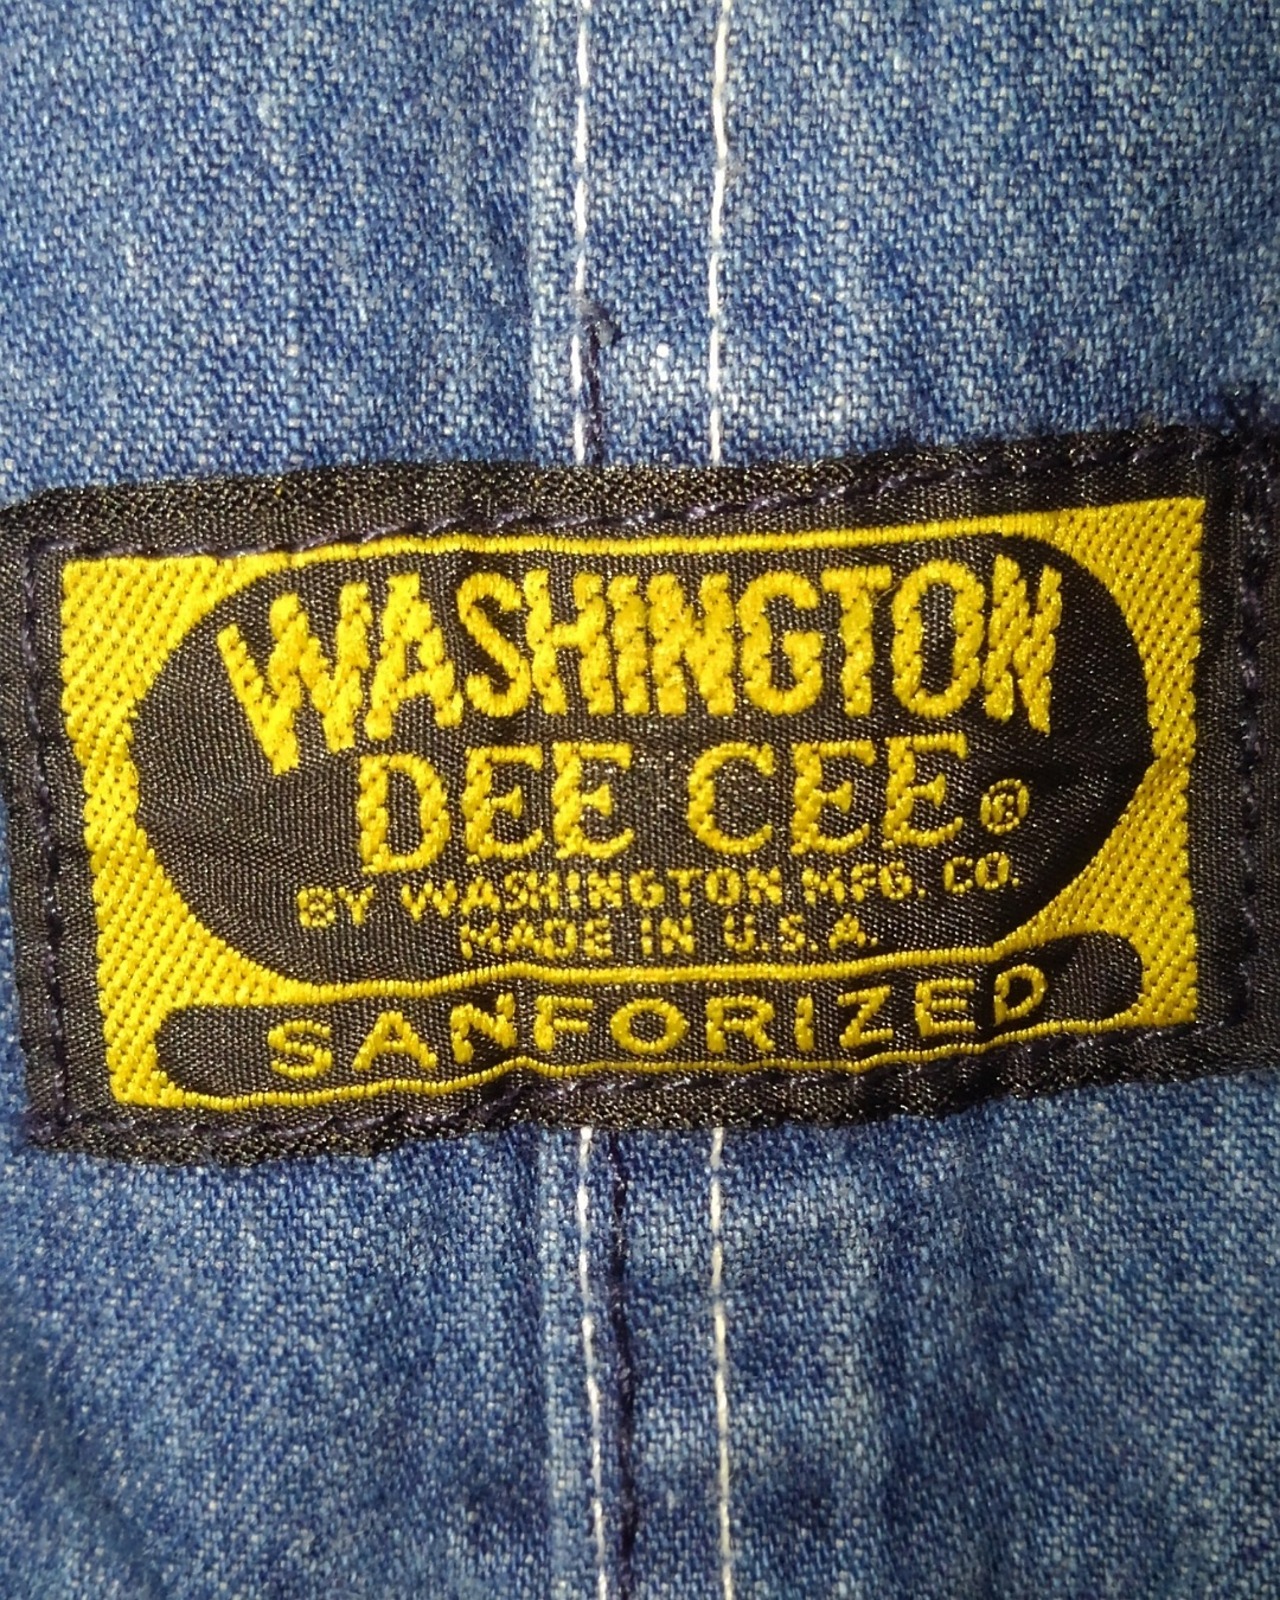 WASHINGTON
DEE CEE®
BY WASHINGTON MFG. CO.
MADE IN U.S.A.
SANFORIZED